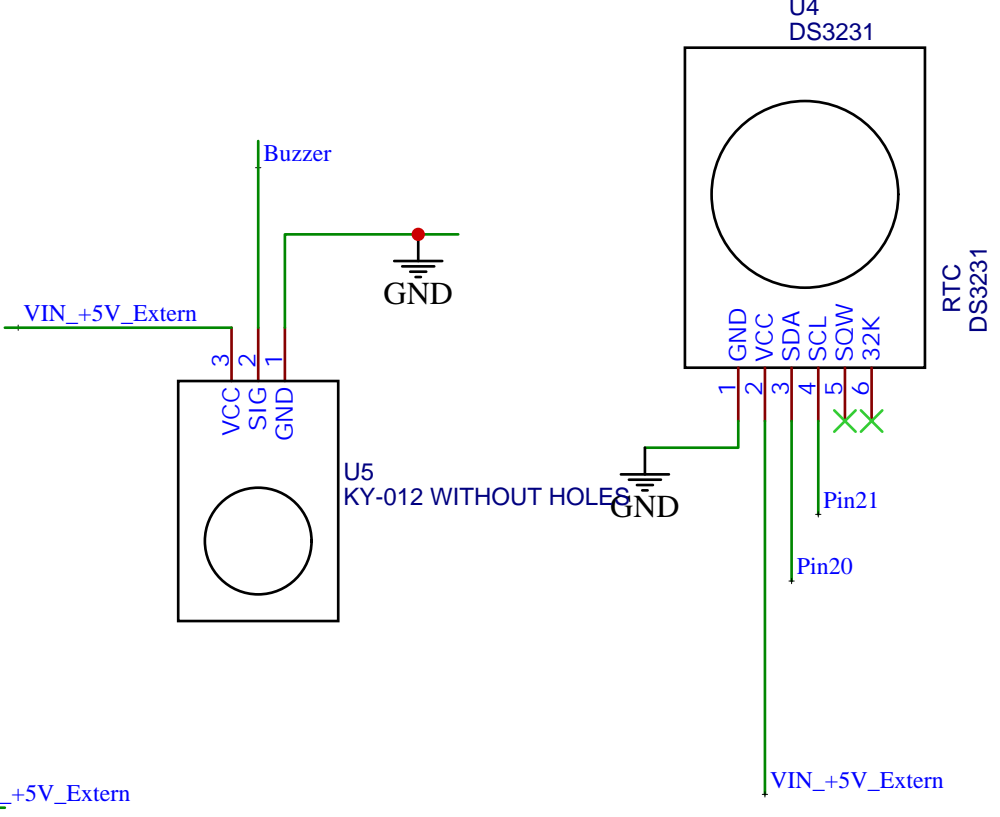 U4
DS3231
Buzzer
GND
VIN_+5V_Extern
3
2
1
VCC
SIG
GND
U5
KY-012 WITHOUT HOLES
RTC
DS3231
GND
VCC
SDA
SCL
SQW
32K
1
2
3
4
5
6
GND
Pin21
Pin20
VIN_+5V_Extern
_+5V_Extern